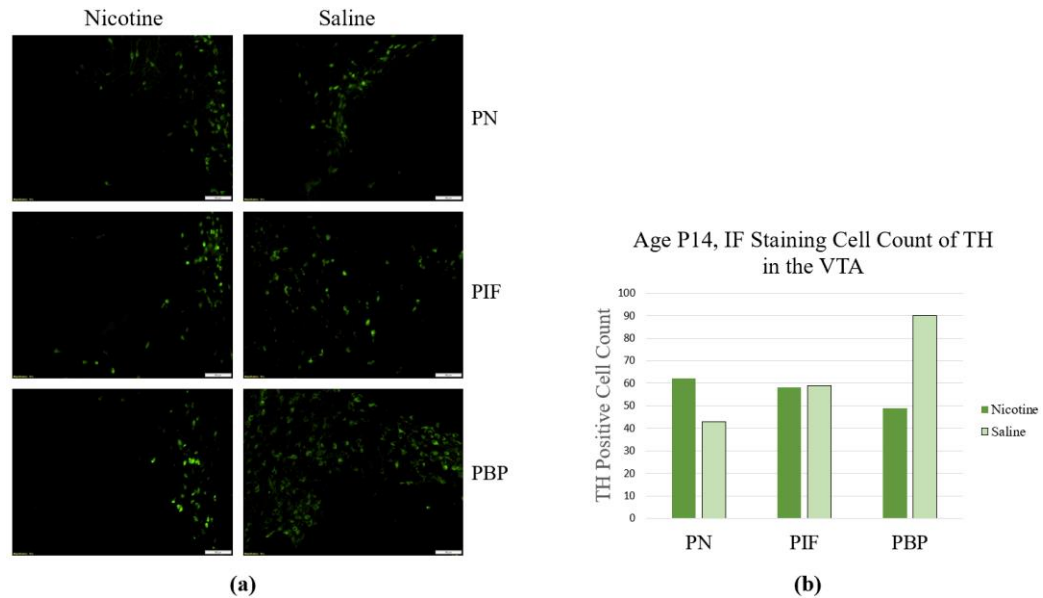 Nicotine
Saline
PN
PIF
PBP
(a)
Age P14, IF Staining Cell Count of TH
in the VTA
TH Positive Cell Count
100
90
80
70
60
50
40
30
20
10
0
PN
PIF
PBP
Nicotine
Saline
(b)